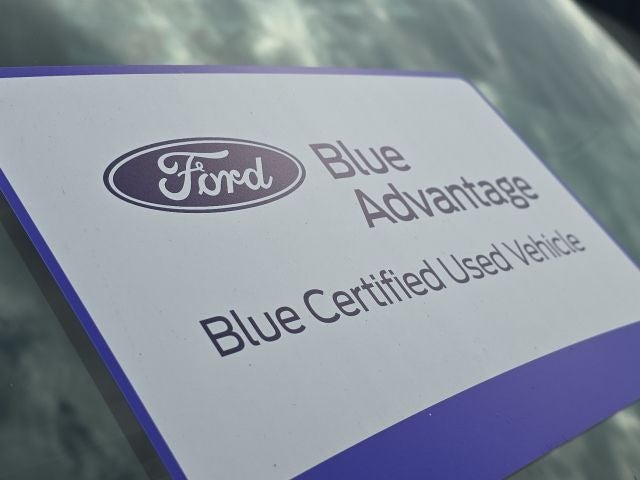 Ford
Blue
Advantage
Blue Certified Used Vehicle